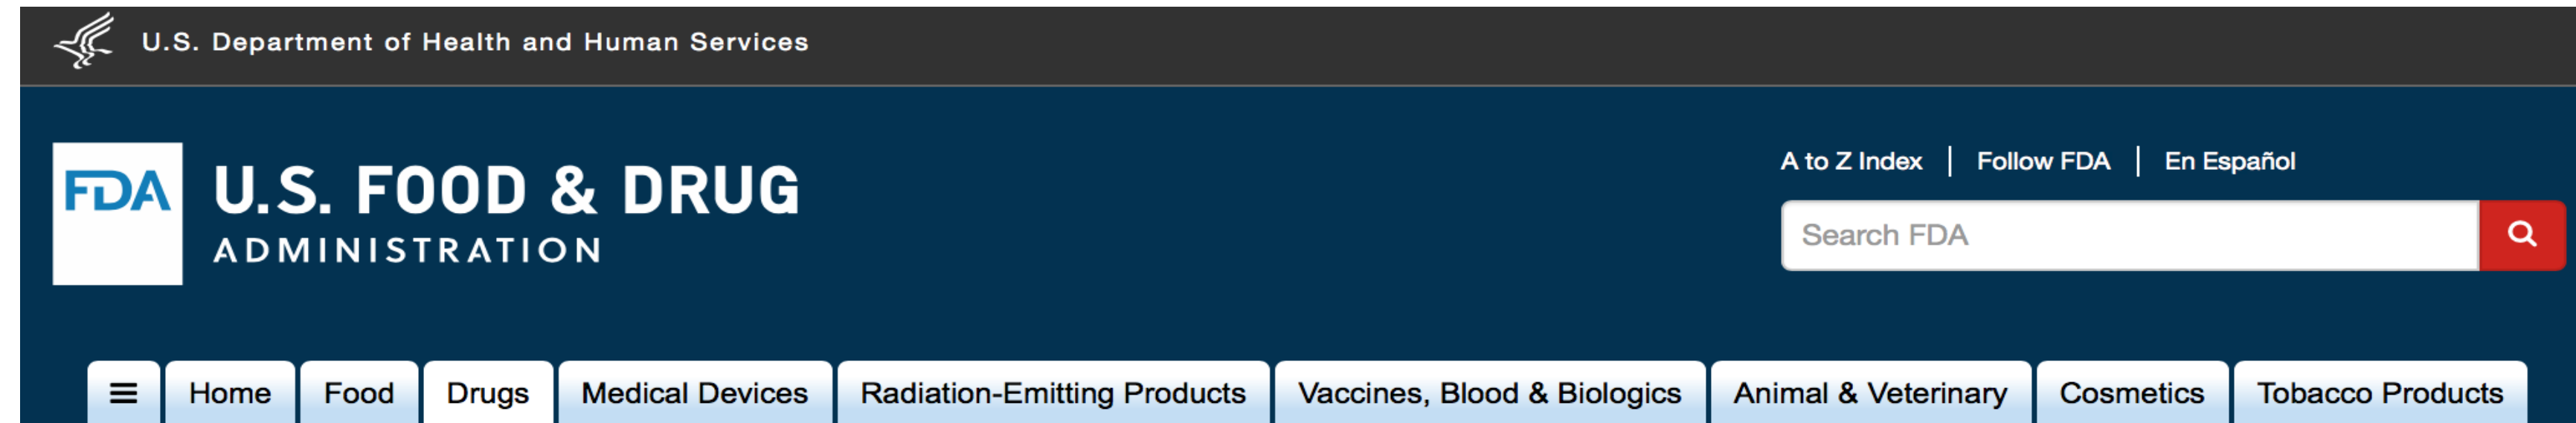 U.S. Department of Health and Human Services
FDA
U.S. FOOD & DRUG
ADMINISTRATION
A to Z Index | Follow FDA | En Español
Search FDA
Home Food Drugs Medical Devices Radiation-Emitting Products Vaccines, Blood & Biologics Animal & Veterinary Cosmetics Tobacco Products